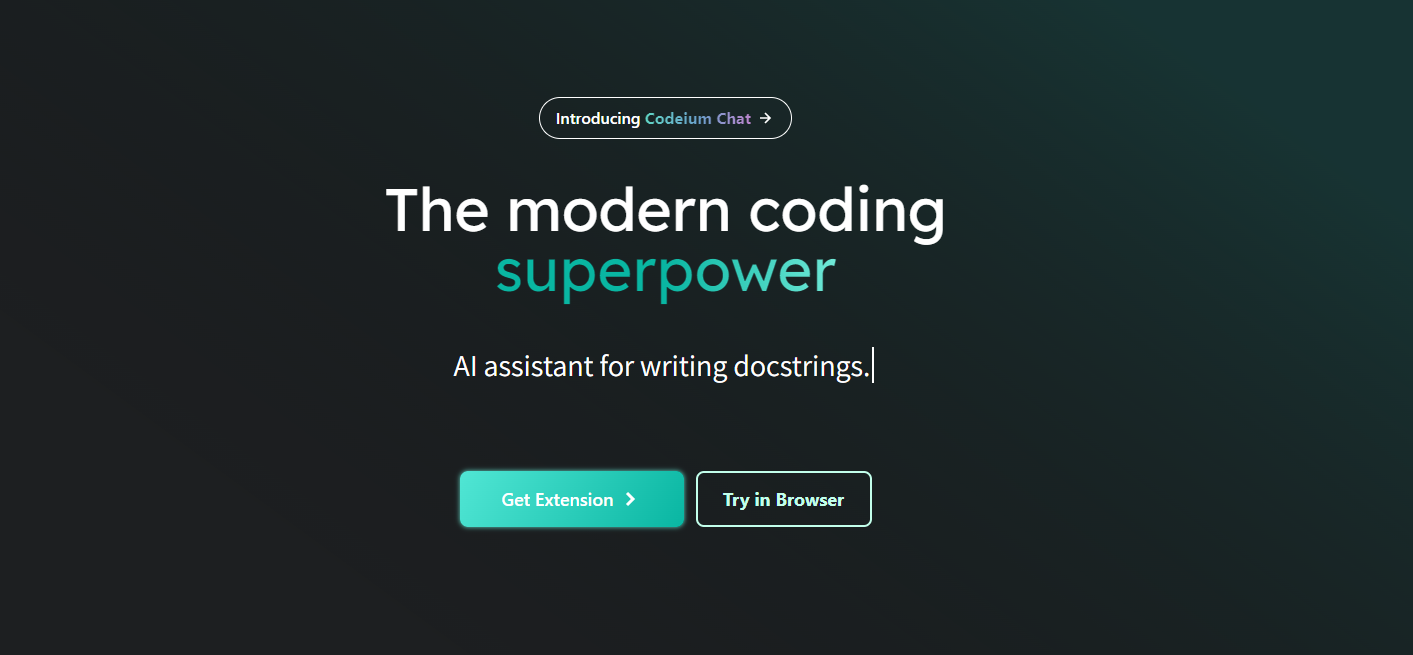 Introducing Codeium Chat →
The modern coding
superpower
AI assistant for writing docstrings.
Get Extension
Try in Browser